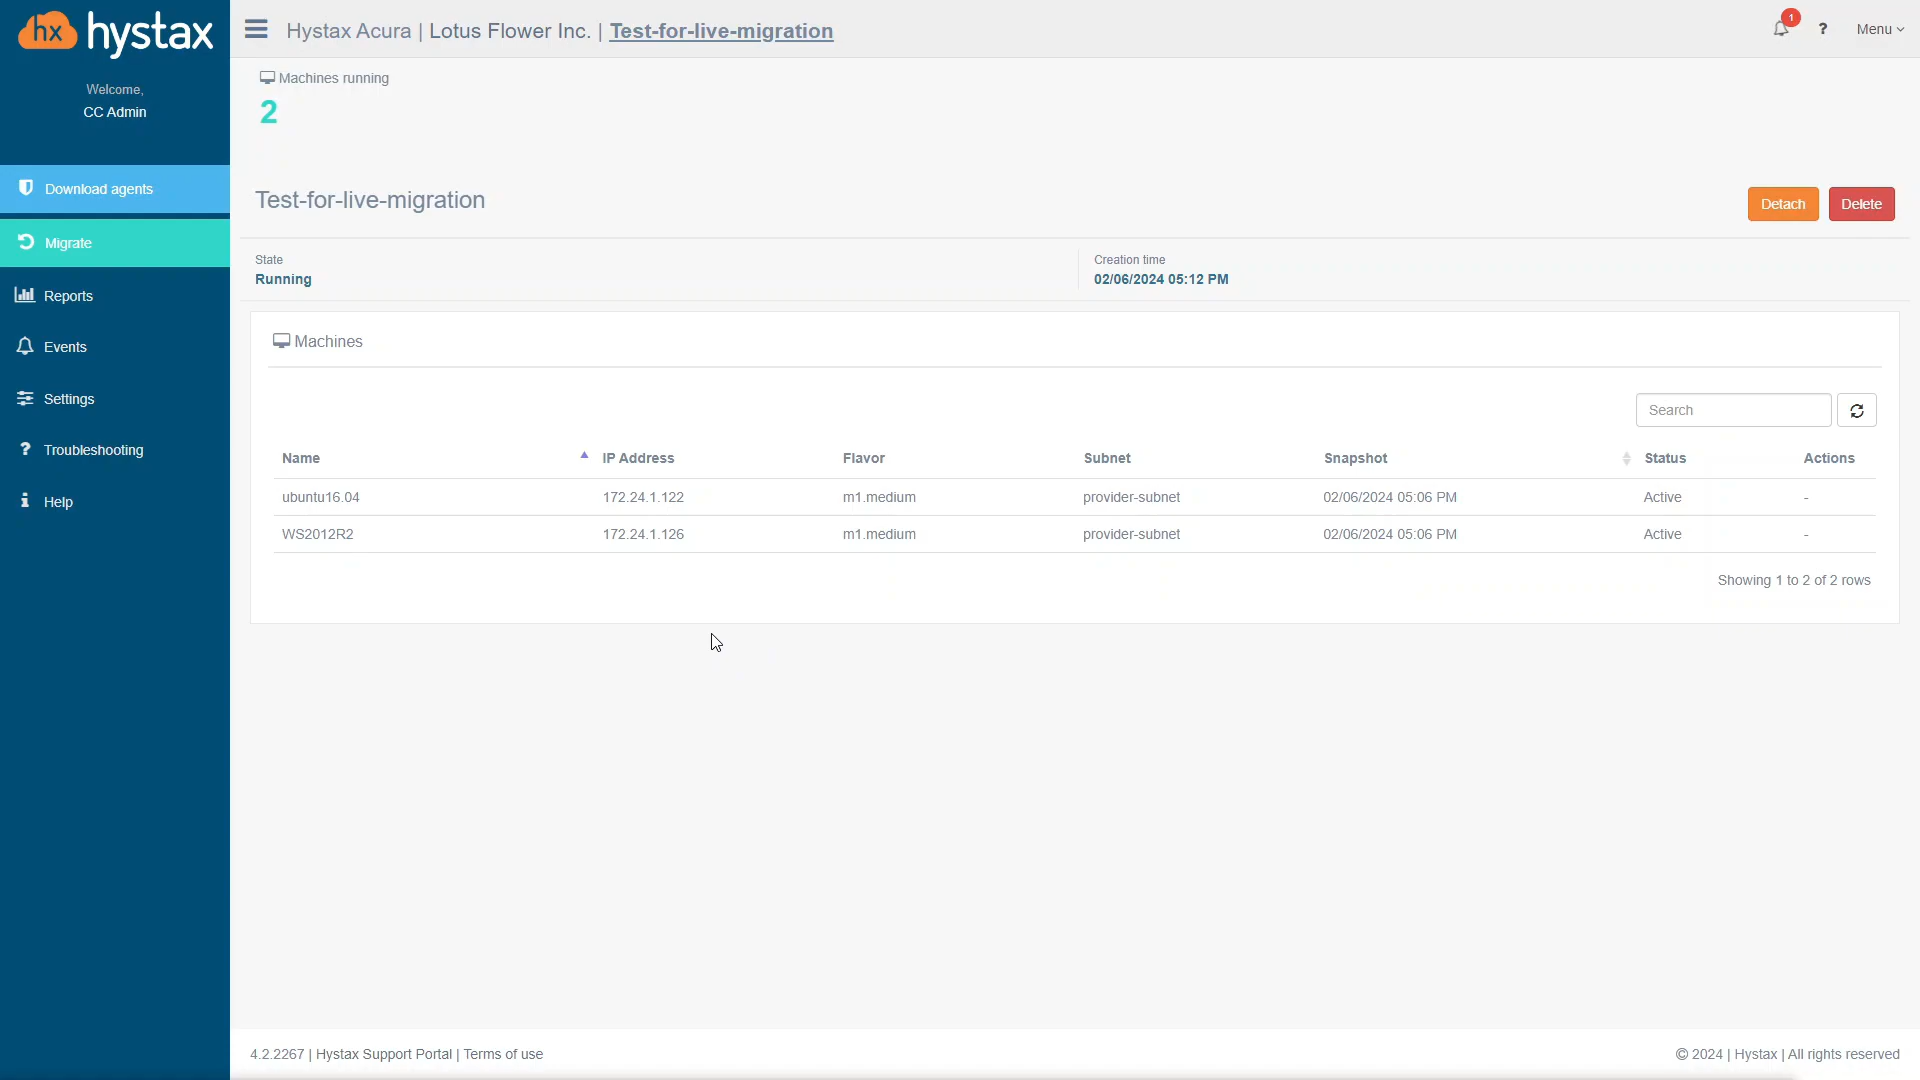 hx hystax
Welcome,
CC Admin
Download agents
Migrate
Reports
Events
Settings
? Troubleshooting
Help
Hystax Acura | Lotus Flower Inc. | Test-for-live-migration
1
?
Menu
Machines running
2
Test-for-live-migration
Detach
Delete
State
Running
Creation time
02/06/2024 05:12 PM
Machines
Search
Name IP Address Flavor Subnet Snapshot Status Actions
ubuntu16.04 172.24.1.122 m1.medium provider-subnet 02/06/2024 05:06 PM Active -
WS2012R2 172.24.1.126 m1.medium provider-subnet 02/06/2024 05:06 PM Active -
Showing 1 to 2 of 2 rows
4.2.2267 | Hystax Support Portal | Terms of use
© 2024 | Hystax | All rights reserved